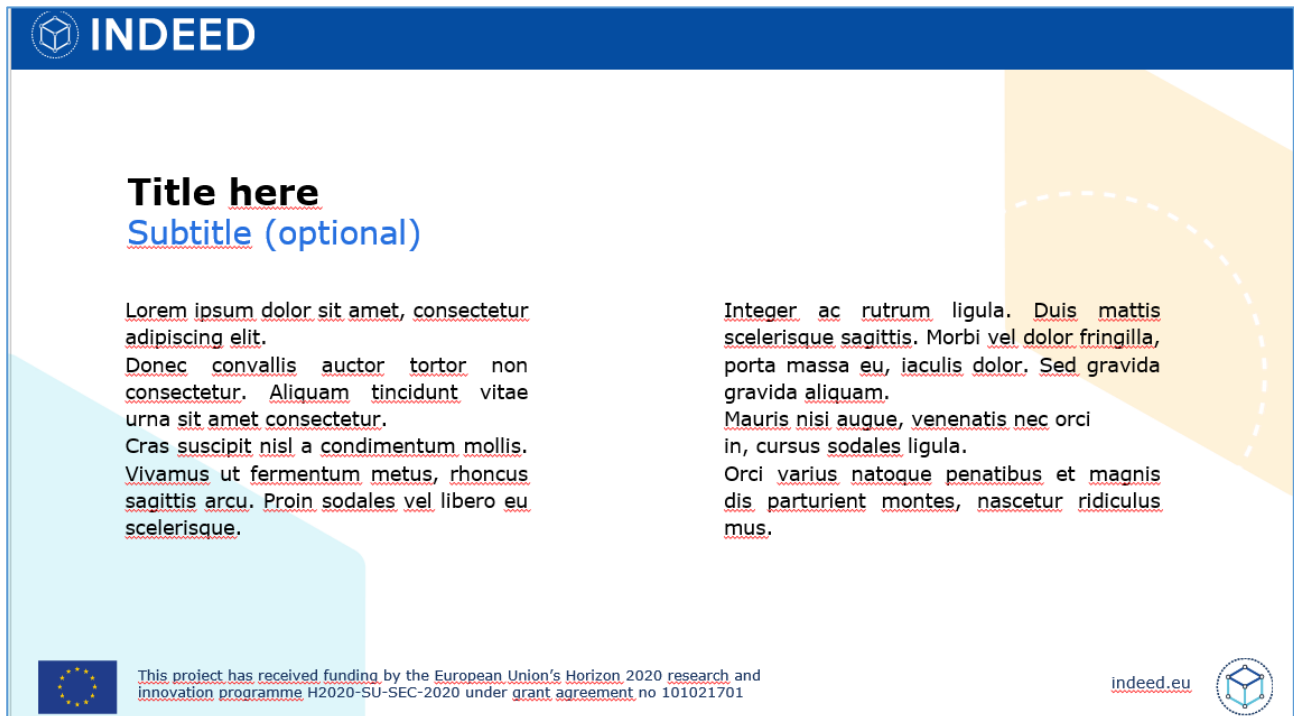 INDEED
Title here
Subtitle (optional)
Lorem ipsum dolor sit amet, consectetur
adipiscing elit.
Donec convallis auctor tortor non
consectetur. Aliquam tincidunt vitae
urna sit amet consectetur.
Cras suscipit nisl a condimentum mollis.
Vivamus ut fermentum metus, rhoncus
sagittis arcu. Proin sodales vel libero eu
scelerisque.
Integer ac rutrum ligula. Duis mattis
scelerisque sagittis. Morbi vel dolor fringilla,
porta massa eu, iaculis dolor. Sed gravida
gravida aliquam.
Mauris nisi augue, venenatis nec orci
in, cursus sodales ligula.
Orci varius natoque penatibus et magnis
dis parturient montes, nascetur ridiculus
mus.
This project has received funding by the European Union’s Horizon 2020 research and
innovation programme H2020-SU-SEC-2020 under grant agreement no 101021701
indeed.eu